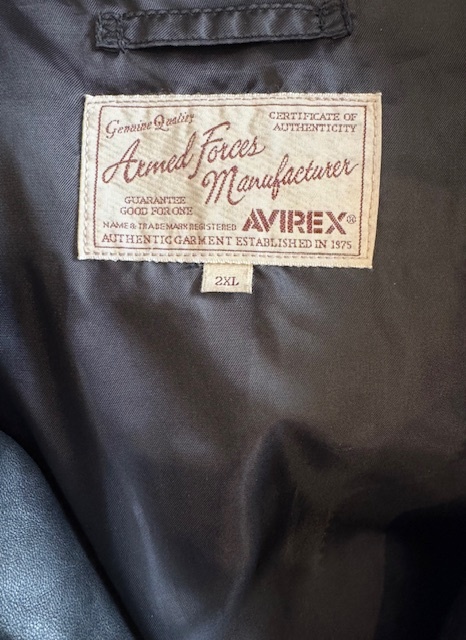 Genuine Quality
CERTIFICATE OF
AUTHENTICITY
Armed Forces
Manufacturer
GUARANTEE
GOOD FOR ONE
NAME & TRADEMARK REGISTERED
AVIREX®
AUTHENTIC GARMENT ESTABLISHED IN 1975
2XL